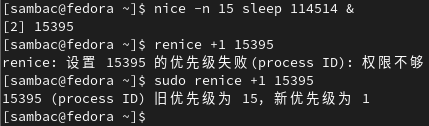 [sambac@fedora ~]$ nice -n 15 sleep 114514 &
[2] 15395
[sambac@fedora ~]$ renice +1 15395
renice: 设置 15395 的优先级失败(process ID): 权限不够
[sambac@fedora ~]$ sudo renice +1 15395
15395 (process ID) 旧优先级为 15，新优先级为 1
[sambac@fedora ~]$